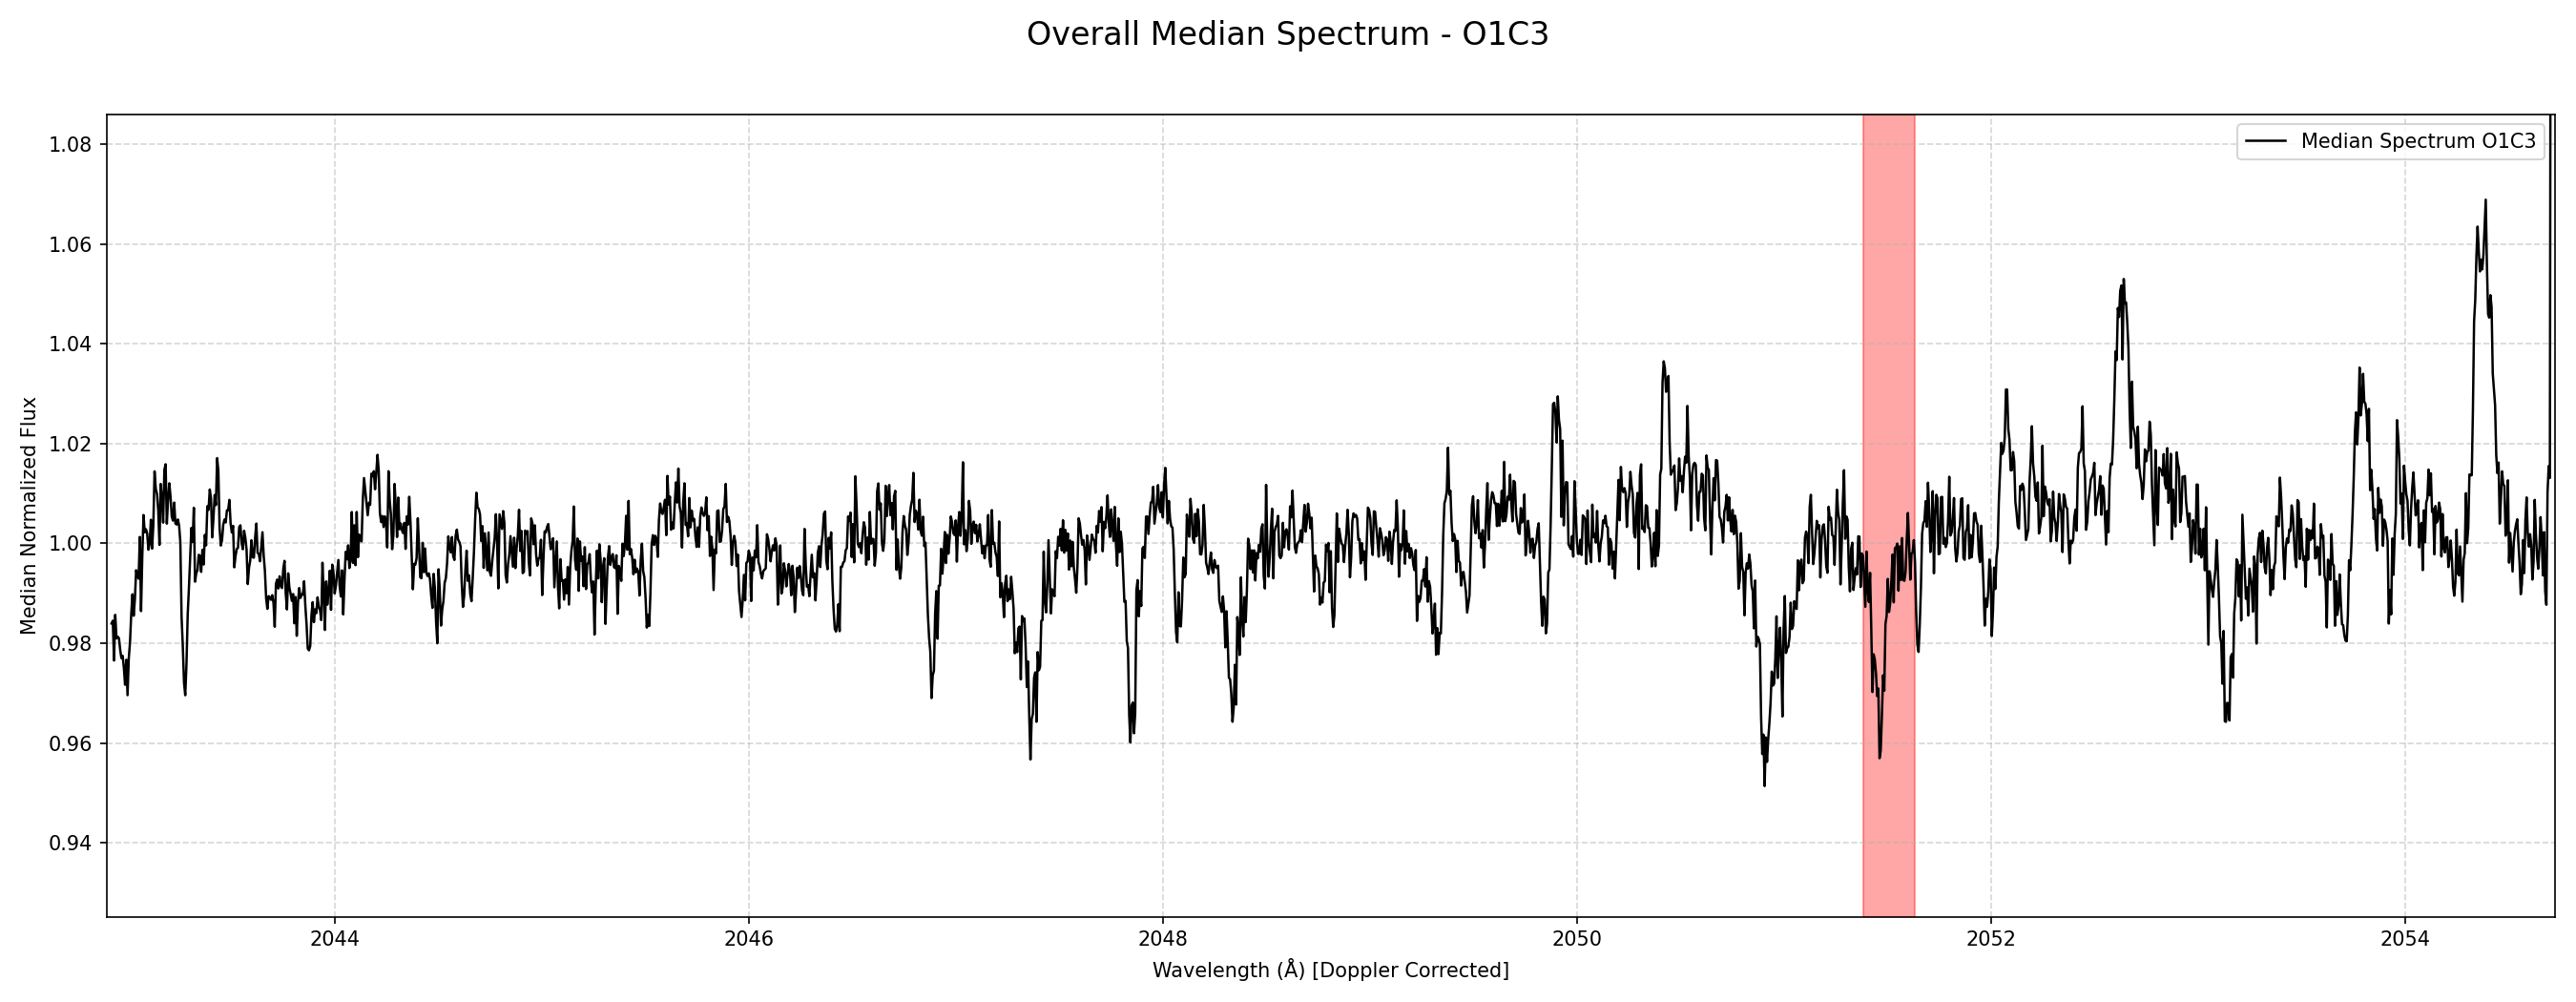 Overall Median Spectrum - O1C3
Median Spectrum O1C3
Median Normalized Flux
1.08
1.06
1.04
1.02
1.00
0.98
0.96
0.94
2044 2046 2048 2050 2052 2054
Wavelength (Å) [Doppler Corrected]